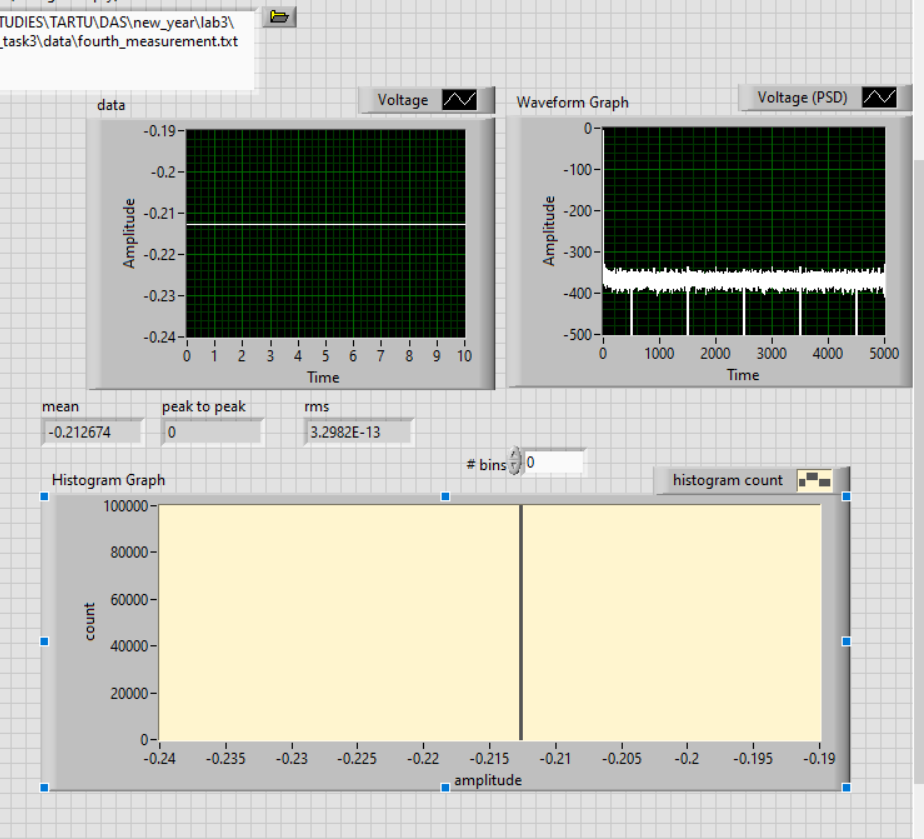 TUDIES\TARTU\DAS\new_year\lab3\
_task3\data\fourth_measurement.txt
data
Voltage
Waveform Graph
Voltage (PSD)
-0.19
-0.2
-0.21
-0.22
-0.23
-0.24
Amplitude
0 1 2 3 4 5 6 7 8 9 10
Time
0
-100
-200
-300
-400
-500
Amplitude
0 1000 2000 3000 4000 5000
Time
mean
peak to peak
rms
-0.212674
0
3.2982E-13
# bins
0
Histogram Graph
histogram count
100000
80000
60000
40000
20000
0
count
-0.24 -0.235 -0.23 -0.225 -0.22 -0.215 -0.21 -0.205 -0.2 -0.195 -0.19
amplitude